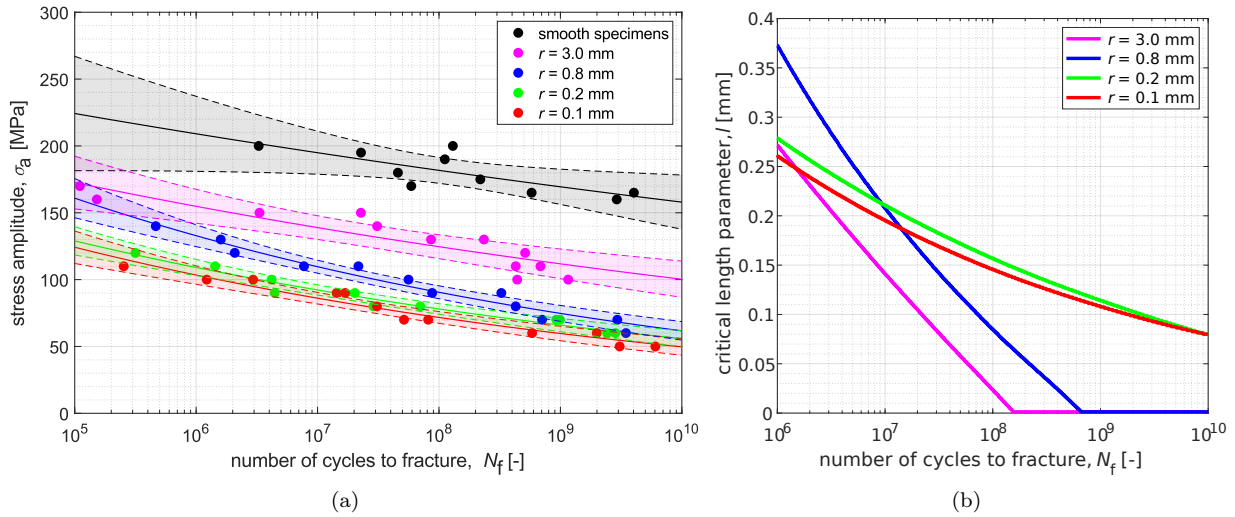 300
250
200
150
100
50
0
stress amplitude, σa [MPa]
10^5
10^6
10^7
10^8
10^9
10^10
number of cycles to fracture, Nf [-]
smooth specimens
r = 3.0 mm
r = 0.8 mm
r = 0.2 mm
r = 0.1 mm
(a)
0.4
0.35
0.3
0.25
0.2
0.15
0.1
0.05
0
critical length parameter, l [mm]
10^6
10^7
10^8
10^9
10^10
number of cycles to fracture, Nf [-]
r = 3.0 mm
r = 0.8 mm
r = 0.2 mm
r = 0.1 mm
(b)